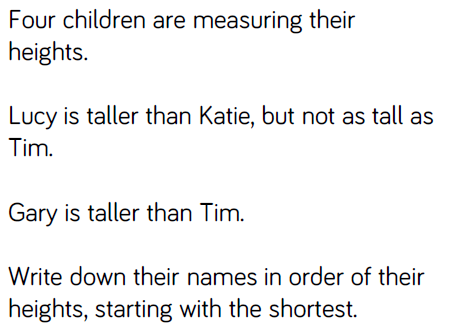 Four children are measuring their
heights.
Lucy is taller than Katie, but not as tall as
Tim.
Gary is taller than Tim.
Write down their names in order of their
heights, starting with the shortest.